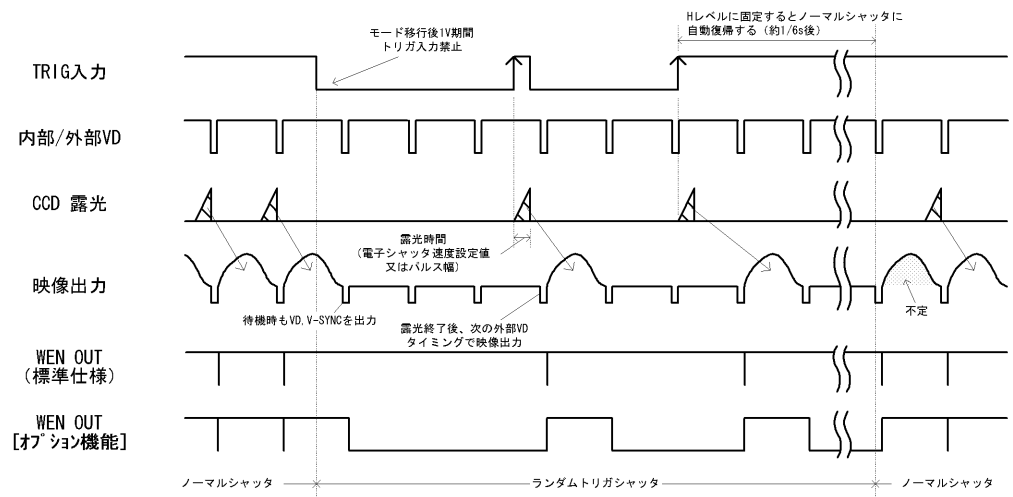 Hレベルに固定するとノーマルシャッタに
自動復帰する（約1/6s後）
モード移行後1V期間
トリガ入力禁止
TRIG入力
内部/外部VD
CCD 露光
露光時間
（電子シャッタ速度設定値
又はパルス幅）
映像出力
不定
待機時もVD,V-SYNCを出力
露光終了後、次の外部VD
タイミングで映像出力
WEN OUT
（標準仕様）
WEN OUT
[オプション機能]
ノーマルシャッタ
ランダムトリガシャッタ
ノーマルシャッタ